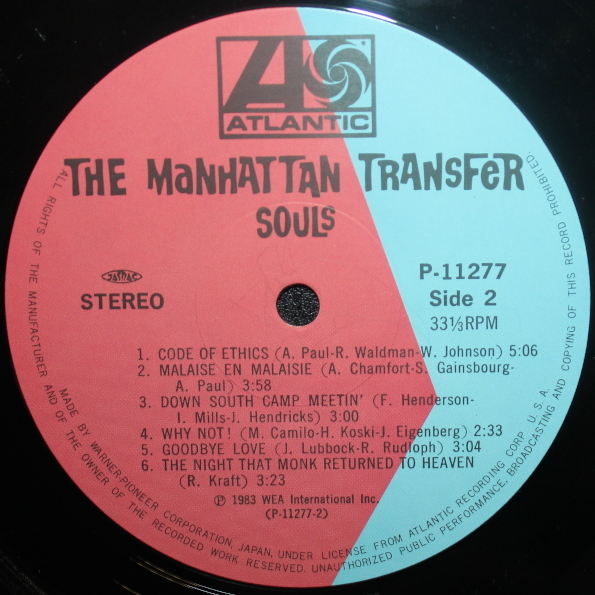 ATLANTIC
THE MaNHaTTaN TRaNSFeR
SOULS
JASRAC
STEREO
P-11277
Side 2
33⅓RPM
1. CODE OF ETHICS (A. Paul-R. Waldman-W. Johnson) 5:06
2. MALAISE EN MALAISIE (A. Chamfort-S. Gainsbourg-
A. Paul) 3:58
3. DOWN SOUTH CAMP MEETIN' (F. Henderson-
I. Mills-J. Hendricks) 3:00
4. WHY NOT! (M. Camilo-H. Koski-J. Eigenberg) 2:33
5. GOODBYE LOVE (J. Lubbock-R. Rudloph) 3:04
6. THE NIGHT THAT MONK RETURNED TO HEAVEN
(R. Kraft) 3:23
℗ 1983 WEA International Inc.
(P-11277-2)
MADE BY WARNER-PIONEER CORPORATION, JAPAN, UNDER LICENSE FROM ATLANTIC RECORDING CORP. U.S.A.
ALL RIGHTS OF THE MANUFACTURER AND OF THE OWNER OF THE RECORDED WORK RESERVED. UNAUTHORIZED PUBLIC PERFORMANCE, BROADCASTING AND COPYING OF THIS RECORD PROHIBITED.